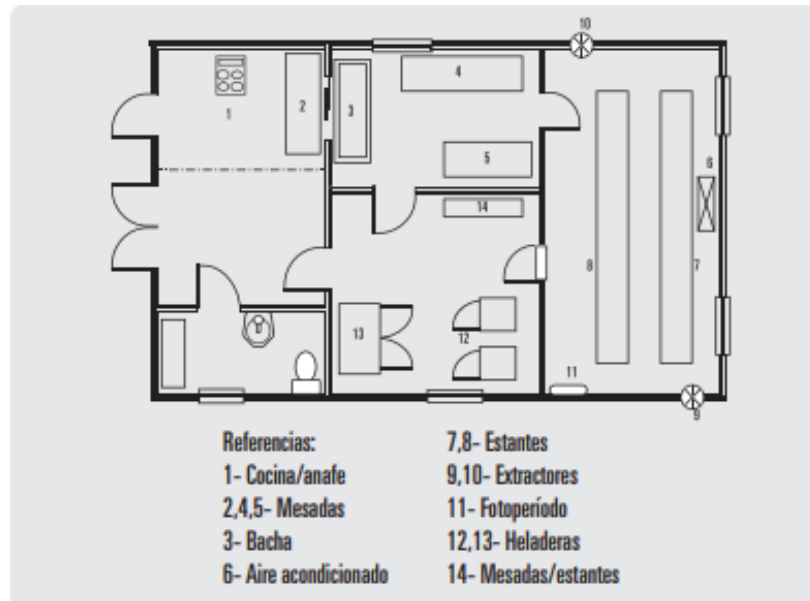 10
1
2
3
4
5
6
14
8
7
13
12
11
9
Referencias:
1- Cocina/anafe
2,4,5- Mesadas
3- Bacha
6- Aire acondicionado
7,8- Estantes
9,10- Extractores
11- Fotoperíodo
12,13- Heladeras
14- Mesadas/estantes